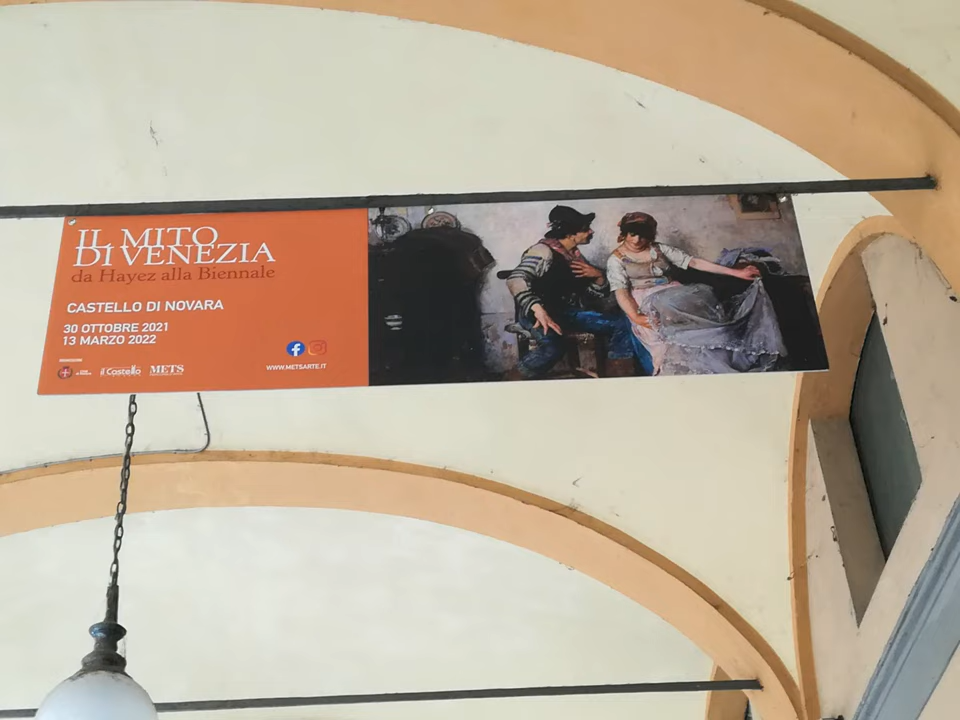 IL MITO
DI VENEZIA
da Hayez alla Biennale
CASTELLO DI NOVARA
30 OTTOBRE 2021
13 MARZO 2022
WWW.METSARTE.IT
il Castello
METS